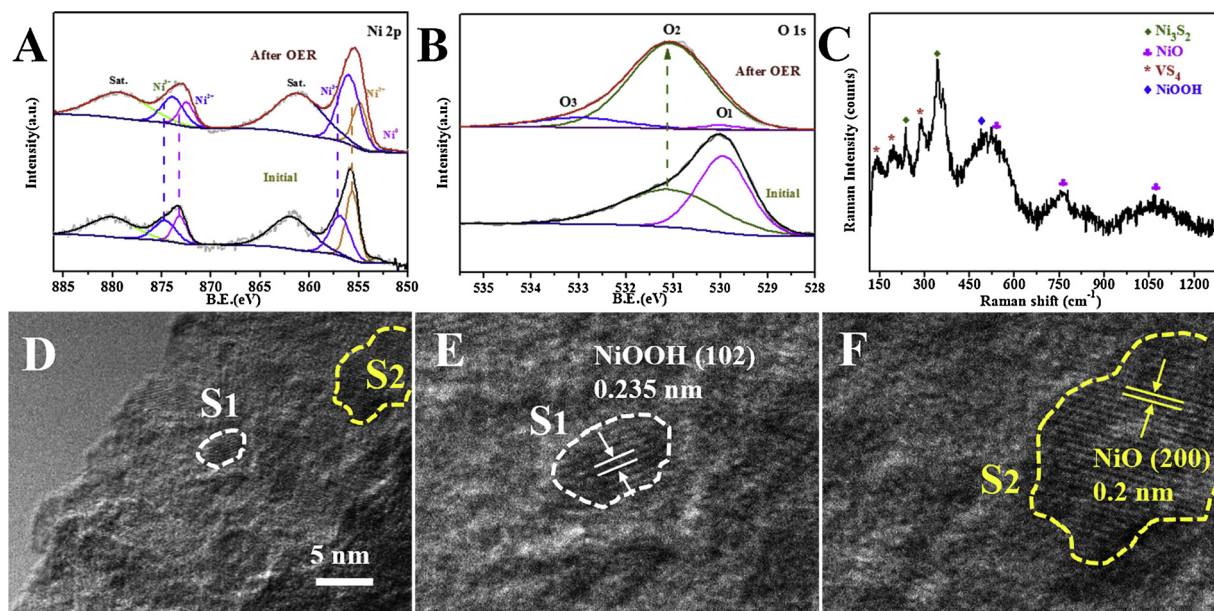 A
Ni 2p
After OER
Sat.
Ni³⁺
Ni²⁺
Sat.
Ni³⁺
Ni²⁺
Ni⁰
Initial
Intensity(a.u.)
885 880 875 870 865 860 855 850
B.E.(eV)
B
O 1s
O2
After OER
O3
O1
Initial
Intensity(a.u.)
535 534 533 532 531 530 529 528
B.E.(eV)
C
Ni₃S₂
NiO
VS₄
NiOOH
Raman Intensity (counts)
150 300 450 600 750 900 1050 1200
Raman shift (cm⁻¹)
D
S1
S2
5 nm
E
NiOOH (102)
0.235 nm
S1
F
S2
NiO (200)
0.2 nm